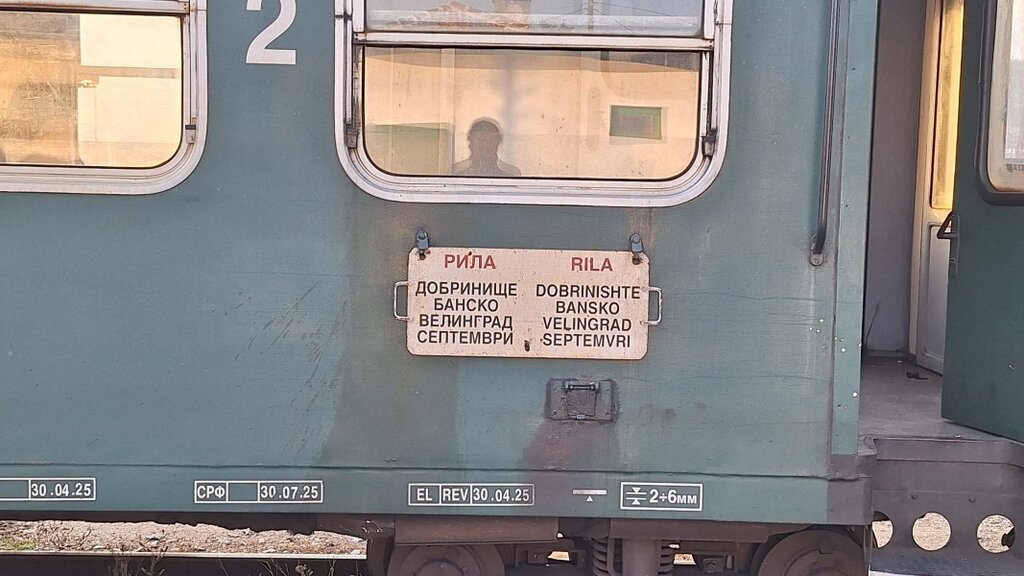 2
РИЛА RILA
ДОБРИНИЩЕ DOBRINISHTE
БАНСКО BANSKO
ВЕЛИНГРАД VELINGRAD
СЕПТЕМВРИ SEPTEMVRI
30.04.25 СРФ 30.07.25 EL REV 30.04.25 2÷6мм